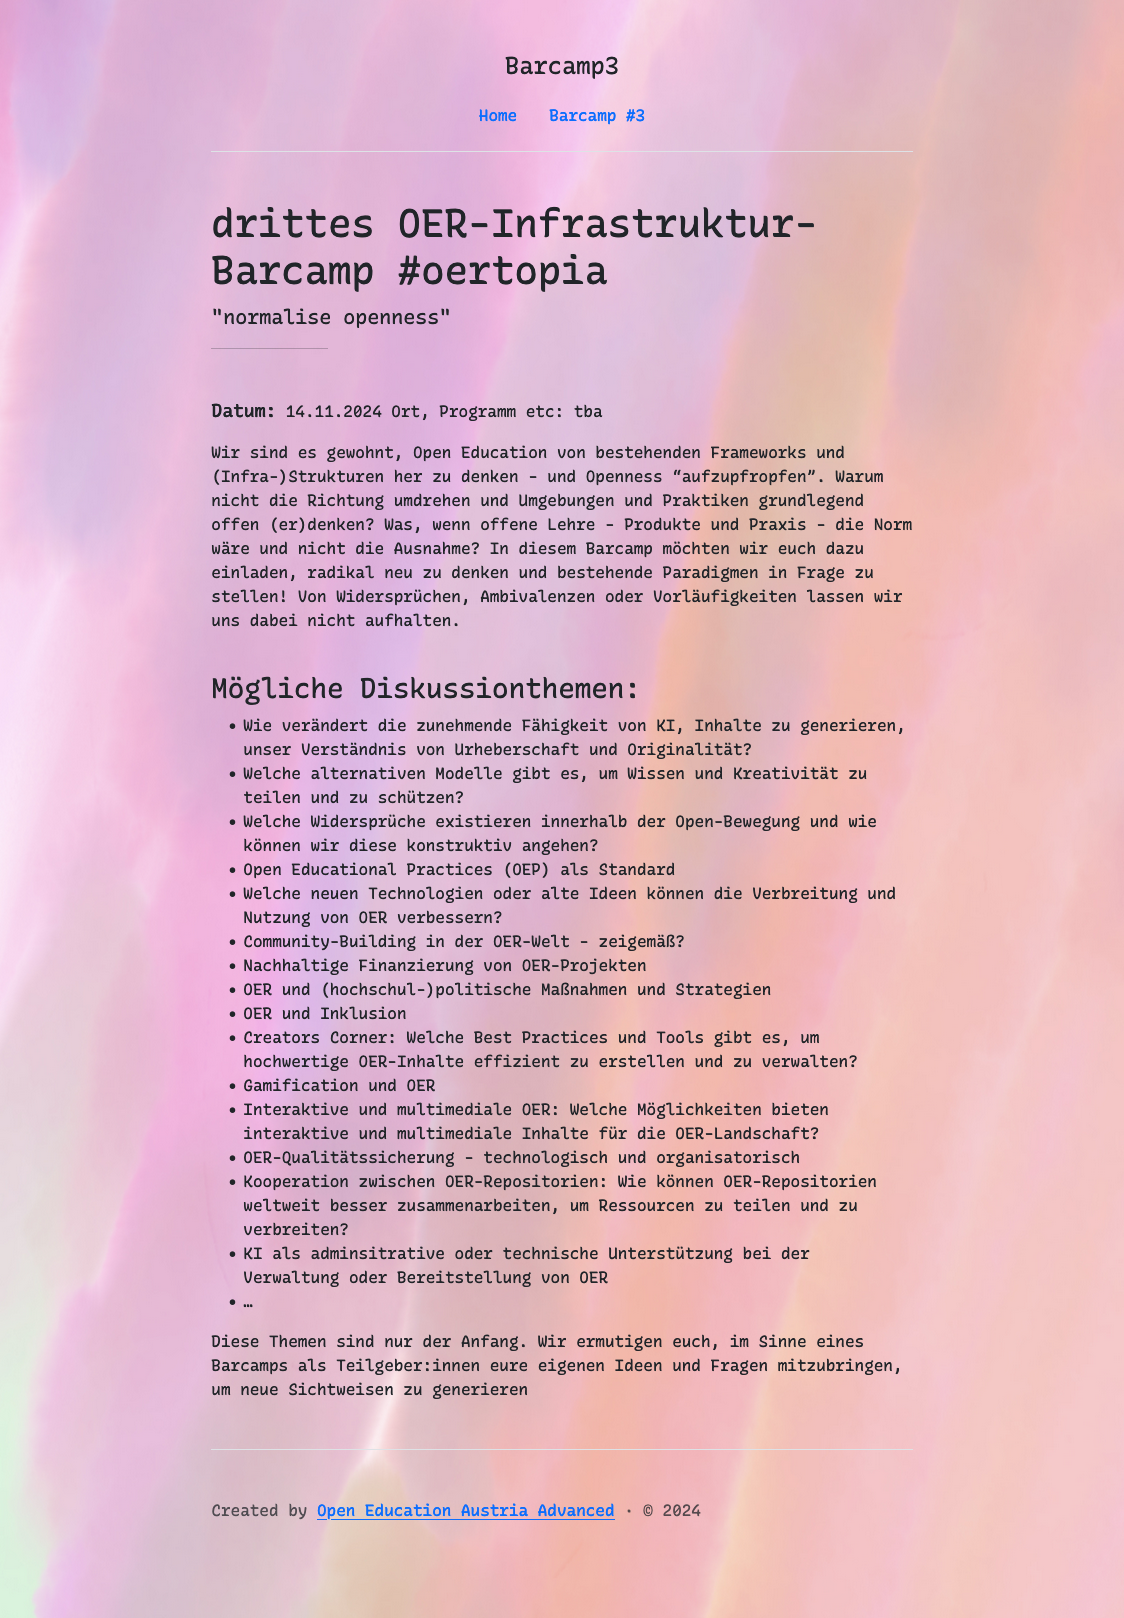 Barcamp3
Home Barcamp #3
drittes OER-Infrastruktur-
Barcamp #oertopia
"normalise openness"
Datum: 14.11.2024 Ort, Programm etc: tba
Wir sind es gewohnt, Open Education von bestehenden Frameworks und
(Infra-)Strukturen her zu denken - und Openness “aufzupfropfen”. Warum
nicht die Richtung umdrehen und Umgebungen und Praktiken grundlegend
offen (er)denken? Was, wenn offene Lehre - Produkte und Praxis - die Norm
wäre und nicht die Ausnahme? In diesem Barcamp möchten wir euch dazu
einladen, radikal neu zu denken und bestehende Paradigmen in Frage zu
stellen! Von Widersprüchen, Ambivalenzen oder Vorläufigkeiten lassen wir
uns dabei nicht aufhalten.
Mögliche Diskussionthemen:
• Wie verändert die zunehmende Fähigkeit von KI, Inhalte zu generieren,
unser Verständnis von Urheberschaft und Originalität?
• Welche alternativen Modelle gibt es, um Wissen und Kreativität zu
teilen und zu schützen?
• Welche Widersprüche existieren innerhalb der Open-Bewegung und wie
können wir diese konstruktiv angehen?
• Open Educational Practices (OEP) als Standard
• Welche neuen Technologien oder alte Ideen können die Verbreitung und
Nutzung von OER verbessern?
• Community-Building in der OER-Welt - zeigemäß?
• Nachhaltige Finanzierung von OER-Projekten
• OER und (hochschul-)politische Maßnahmen und Strategien
• OER und Inklusion
• Creators Corner: Welche Best Practices und Tools gibt es, um
hochwertige OER-Inhalte effizient zu erstellen und zu verwalten?
• Gamification und OER
• Interaktive und multimediale OER: Welche Möglichkeiten bieten
interaktive und multimediale Inhalte für die OER-Landschaft?
• OER-Qualitätssicherung - technologisch und organisatorisch
• Kooperation zwischen OER-Repositorien: Wie können OER-Repositorien
weltweit besser zusammenarbeiten, um Ressourcen zu teilen und zu
verbreiten?
• KI als adminsitrative oder technische Unterstützung bei der
Verwaltung oder Bereitstellung von OER
• …
Diese Themen sind nur der Anfang. Wir ermutigen euch, im Sinne eines
Barcamps als Teilgeber:innen eure eigenen Ideen und Fragen mitzubringen,
um neue Sichtweisen zu generieren
Created by Open Education Austria Advanced · © 2024